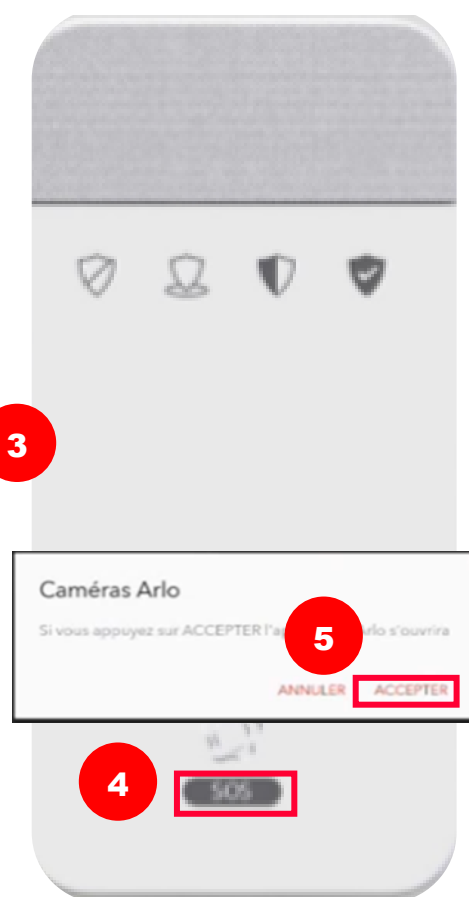 3
Caméras Arlo
Si vous appuyez sur ACCEPTER l'a 5 rlo s'ouvrira
ANNULER ACCEPTER
4 SOS